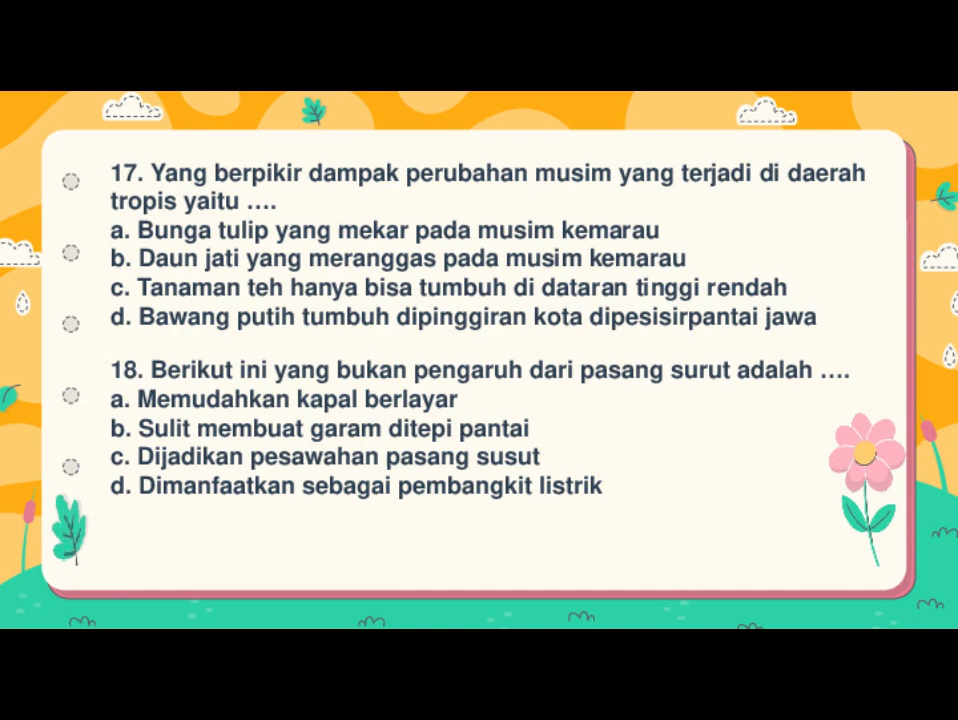 17. Yang berpikir dampak perubahan musim yang terjadi di daerah
tropis yaitu ....
a. Bunga tulip yang mekar pada musim kemarau
b. Daun jati yang meranggas pada musim kemarau
c. Tanaman teh hanya bisa tumbuh di dataran tinggi rendah
d. Bawang putih tumbuh dipinggiran kota dipesisirpantai jawa
18. Berikut ini yang bukan pengaruh dari pasang surut adalah ....
a. Memudahkan kapal berlayar
b. Sulit membuat garam ditepi pantai
c. Dijadikan pesawahan pasang susut
d. Dimanfaatkan sebagai pembangkit listrik